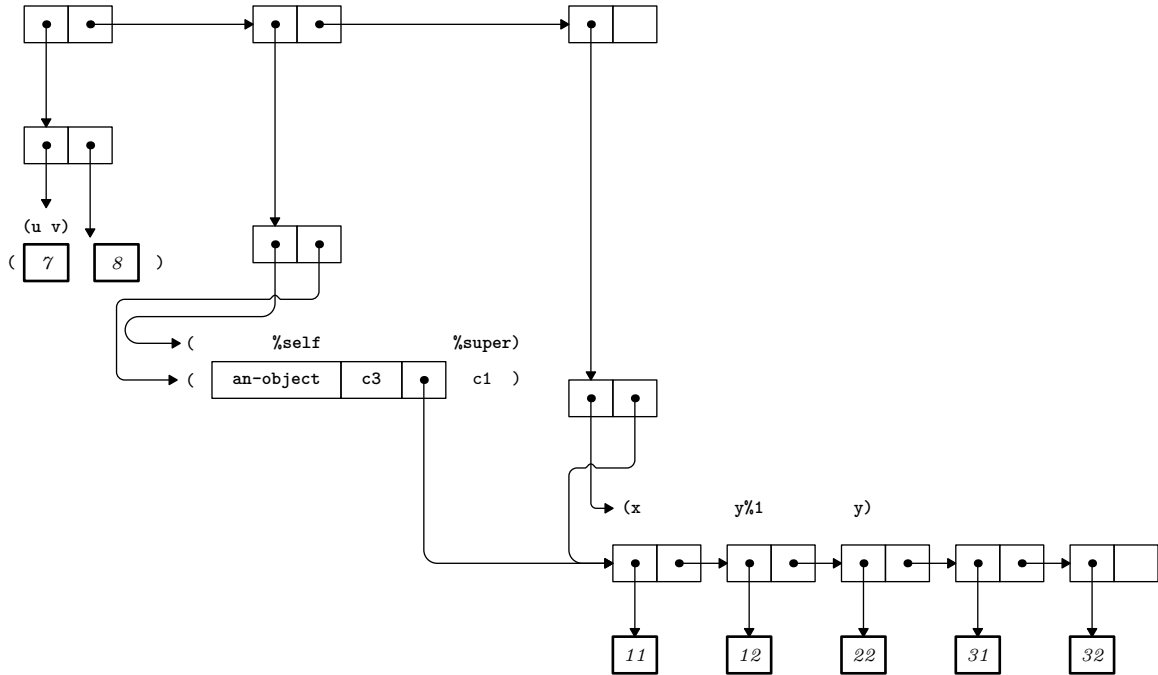 (u v)
( 7 8 )
( %self %super)
( an-object c3 c1 )
(x y%1 y)
11 12 22 31 32